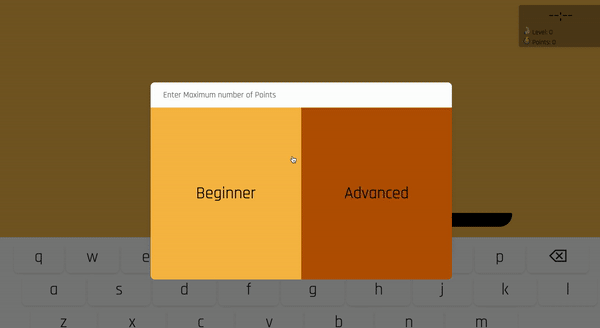 --:--
Level: 0
Points: 0
Enter Maximum number of Points
Beginner
Advanced
q w e p
a s d f g h j k l
z x c v b n m